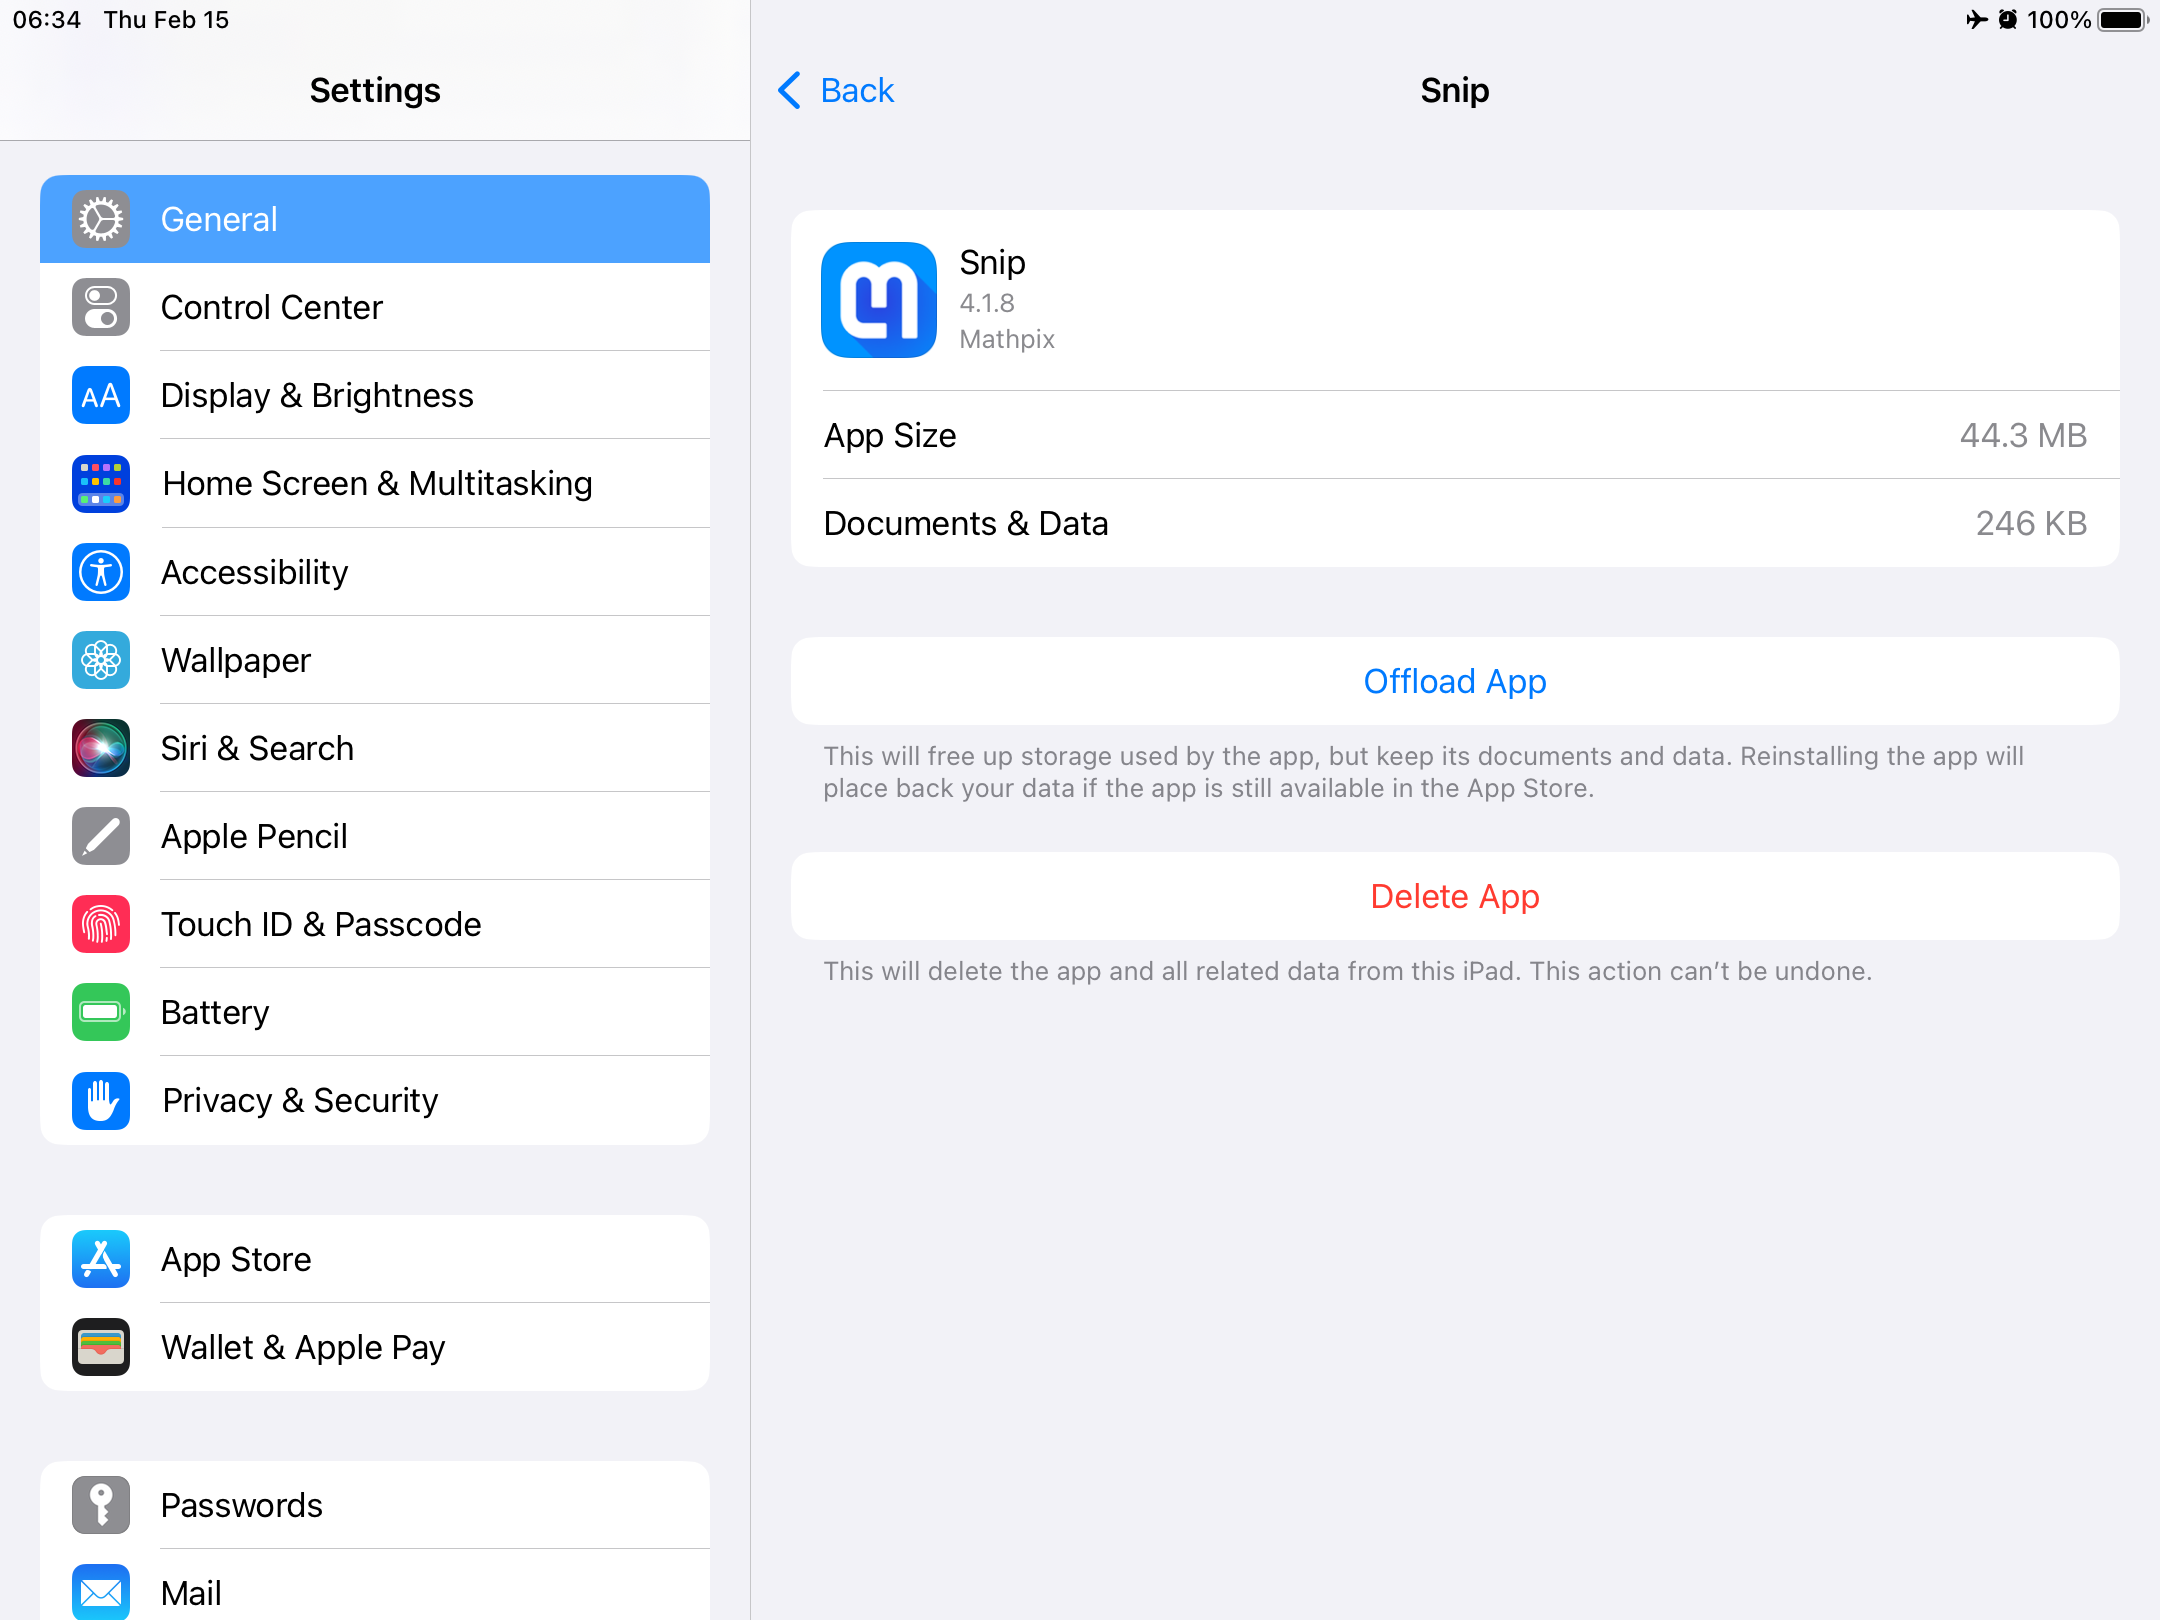 06:34 Thu Feb 15
100%
Settings
General
Control Center
AA Display & Brightness
Home Screen & Multitasking
Accessibility
Wallpaper
Siri & Search
Apple Pencil
Touch ID & Passcode
Battery
Privacy & Security
App Store
Wallet & Apple Pay
Passwords
Mail
Back
Snip
Snip
4.1.8
Mathpix
App Size 44.3 MB
Documents & Data 246 KB
Offload App
This will free up storage used by the app, but keep its documents and data. Reinstalling the app will
place back your data if the app is still available in the App Store.
Delete App
This will delete the app and all related data from this iPad. This action can’t be undone.